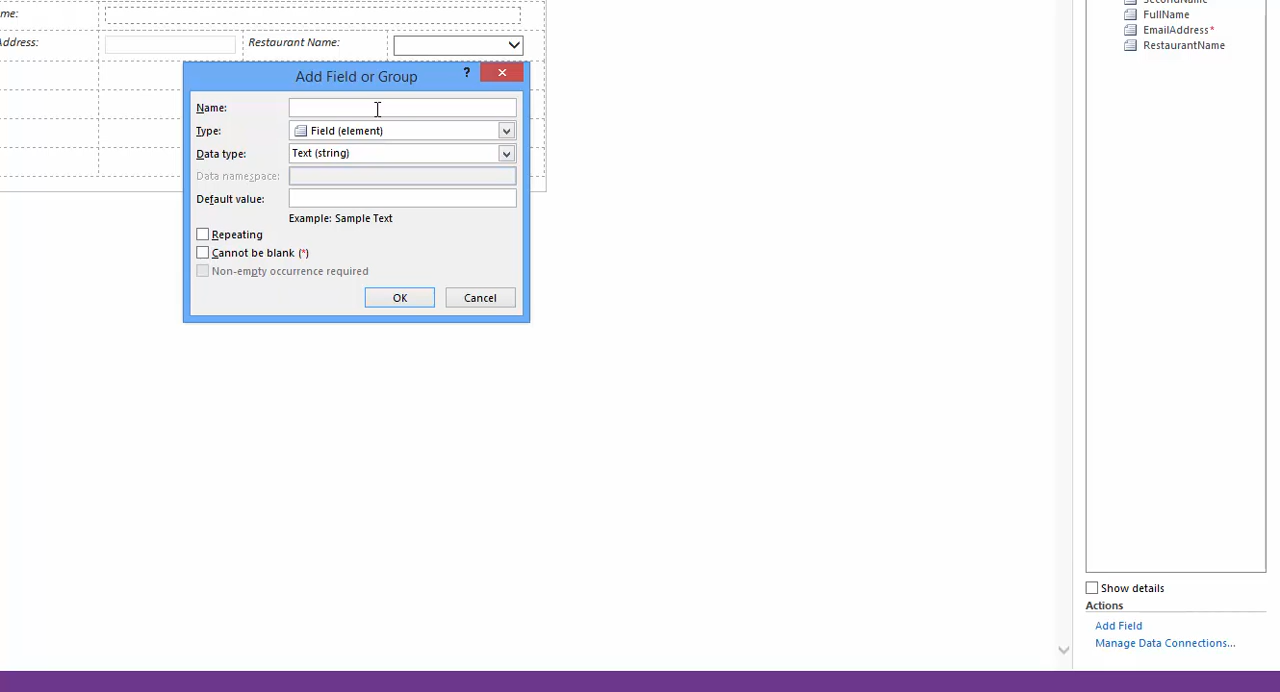 me:
Address:
Restaurant Name:
FullName
EmailAddress*
RestaurantName
Add Field or Group
?
Name:
Type:
Field (element)
Data type:
Text (string)
Data namespace:
Default value:
Example: Sample Text
Repeating
Cannot be blank (*)
Non-empty occurrence required
OK
Cancel
Show details
Actions
Add Field
Manage Data Connections...